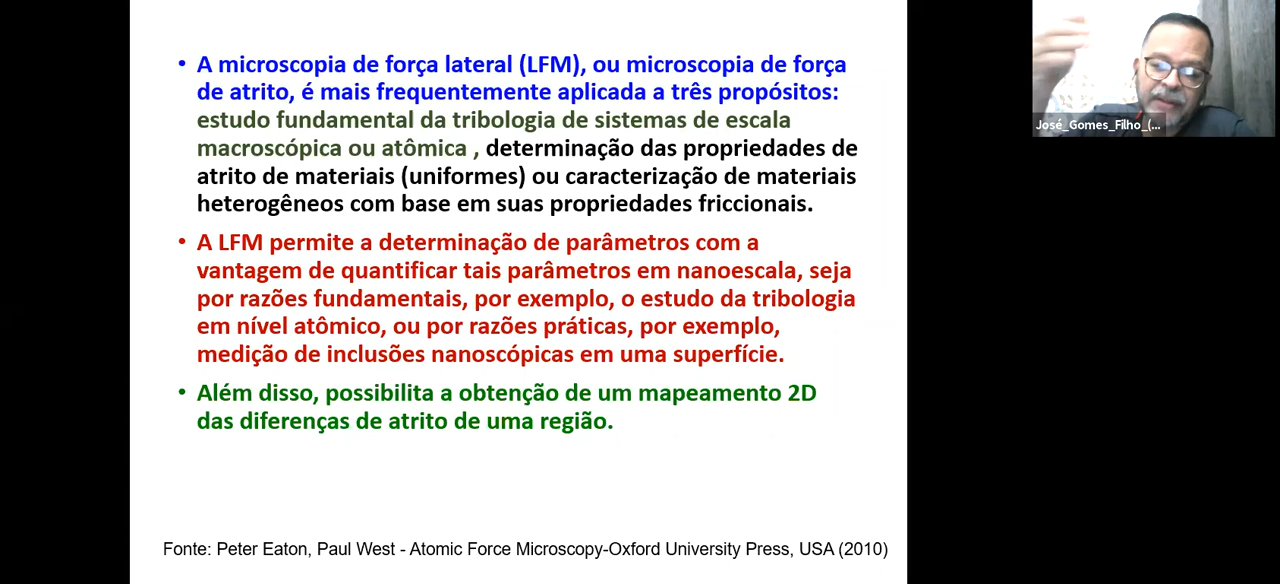 • A microscopia de força lateral (LFM), ou microscopia de força
de atrito, é mais frequentemente aplicada a três propósitos:
estudo fundamental da tribologia de sistemas de escala
macroscópica ou atômica , determinação das propriedades de
atrito de materiais (uniformes) ou caracterização de materiais
heterogêneos com base em suas propriedades friccionais.
• A LFM permite a determinação de parâmetros com a
vantagem de quantificar tais parâmetros em nanoescala, seja
por razões fundamentais, por exemplo, o estudo da tribologia
em nível atômico, ou por razões práticas, por exemplo,
medição de inclusões nanoscópicas em uma superfície.
• Além disso, possibilita a obtenção de um mapeamento 2D
das diferenças de atrito de uma região.
Fonte: Peter Eaton, Paul West - Atomic Force Microscopy-Oxford University Press, USA (2010)
José_Gomes_Filho_(...